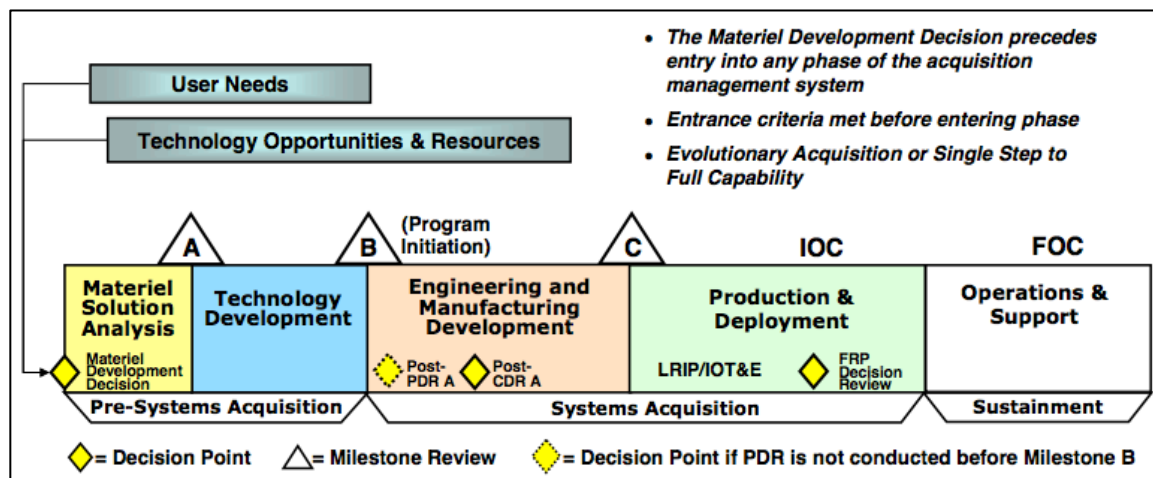 • The Materiel Development Decision precedes
entry into any phase of the acquisition
management system
• Entrance criteria met before entering phase
• Evolutionary Acquisition or Single Step to
Full Capability
User Needs
Technology Opportunities & Resources
A
B
(Program
Initiation)
C
IOC
FOC
Materiel
Solution
Analysis
Materiel
Development
Decision
Technology
Development
Engineering and
Manufacturing
Development
Post-
PDR A
Post-
CDR A
Production &
Deployment
LRIP/IOT&E
FRP
Decision
Review
Operations &
Support
Pre-Systems Acquisition
Systems Acquisition
Sustainment
= Decision Point
= Milestone Review
= Decision Point if PDR is not conducted before Milestone B